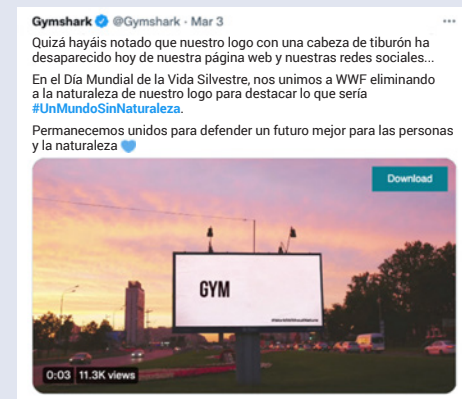 Gymshark @Gymshark · Mar 3
Quizá hayáis notado que nuestro logo con una cabeza de tiburón ha
desaparecido hoy de nuestra página web y nuestras redes sociales...
En el Día Mundial de la Vida Silvestre, nos unimos a WWF eliminando
a la naturaleza de nuestro logo para destacar lo que sería
#UnMundoSinNaturaleza.
Permanecemos unidos para defender un futuro mejor para las personas
y la naturaleza 💙
Download
GYM
0:03 11.3K views